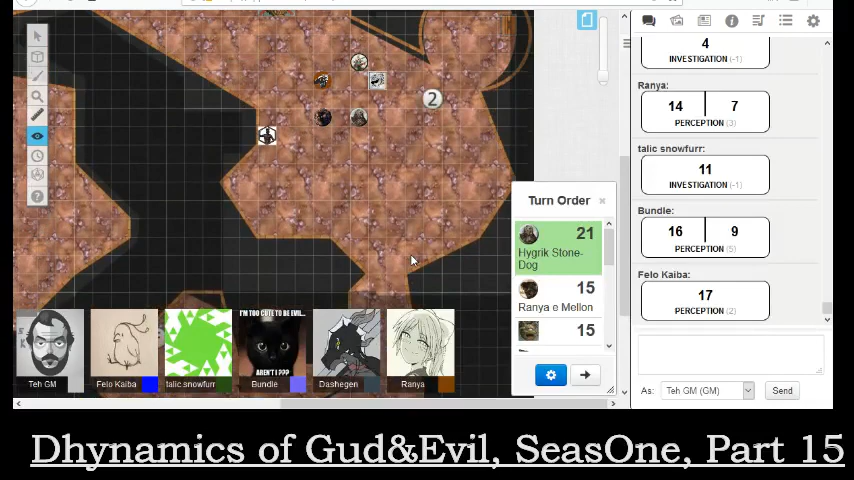 4
INVESTIGATION (-1)
Ranya:
14 7
PERCEPTION (3)
talic snowfurr:
11
INVESTIGATION (-1)
Bundle:
16 9
PERCEPTION (5)
Felo Kaiba:
17
PERCEPTION (2)
2
Turn Order
21
Hygrik Stone-
Dog
15
Ranya e Mellon
15
I'M TOO CUTE TO BE EVIL...
AREN'T I ???
Teh GM
Felo Kaiba
talic snowfurr
Bundle
Dashegen
Ranya
As: Teh GM (GM) Send
Dhynamics of Gud&Evil, SeasOne, Part 15